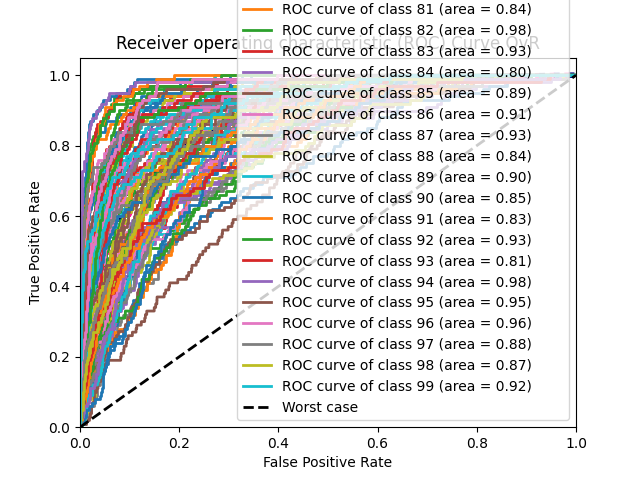 ROC curve of class 81 (area = 0.84)
ROC curve of class 82 (area = 0.98)
Receiver operating characteristic (ROC) Curve OvR
ROC curve of class 83 (area = 0.93)
ROC curve of class 84 (area = 0.80)
ROC curve of class 85 (area = 0.89)
ROC curve of class 86 (area = 0.91)
ROC curve of class 87 (area = 0.93)
ROC curve of class 88 (area = 0.84)
ROC curve of class 89 (area = 0.90)
ROC curve of class 90 (area = 0.85)
ROC curve of class 91 (area = 0.83)
ROC curve of class 92 (area = 0.93)
ROC curve of class 93 (area = 0.81)
ROC curve of class 94 (area = 0.98)
ROC curve of class 95 (area = 0.95)
ROC curve of class 96 (area = 0.96)
ROC curve of class 97 (area = 0.88)
ROC curve of class 98 (area = 0.87)
ROC curve of class 99 (area = 0.92)
Worst case
True Positive Rate
1.0
0.8
0.6
0.4
0.2
0.0
0.0 0.2 0.4 0.6 0.8 1.0
False Positive Rate